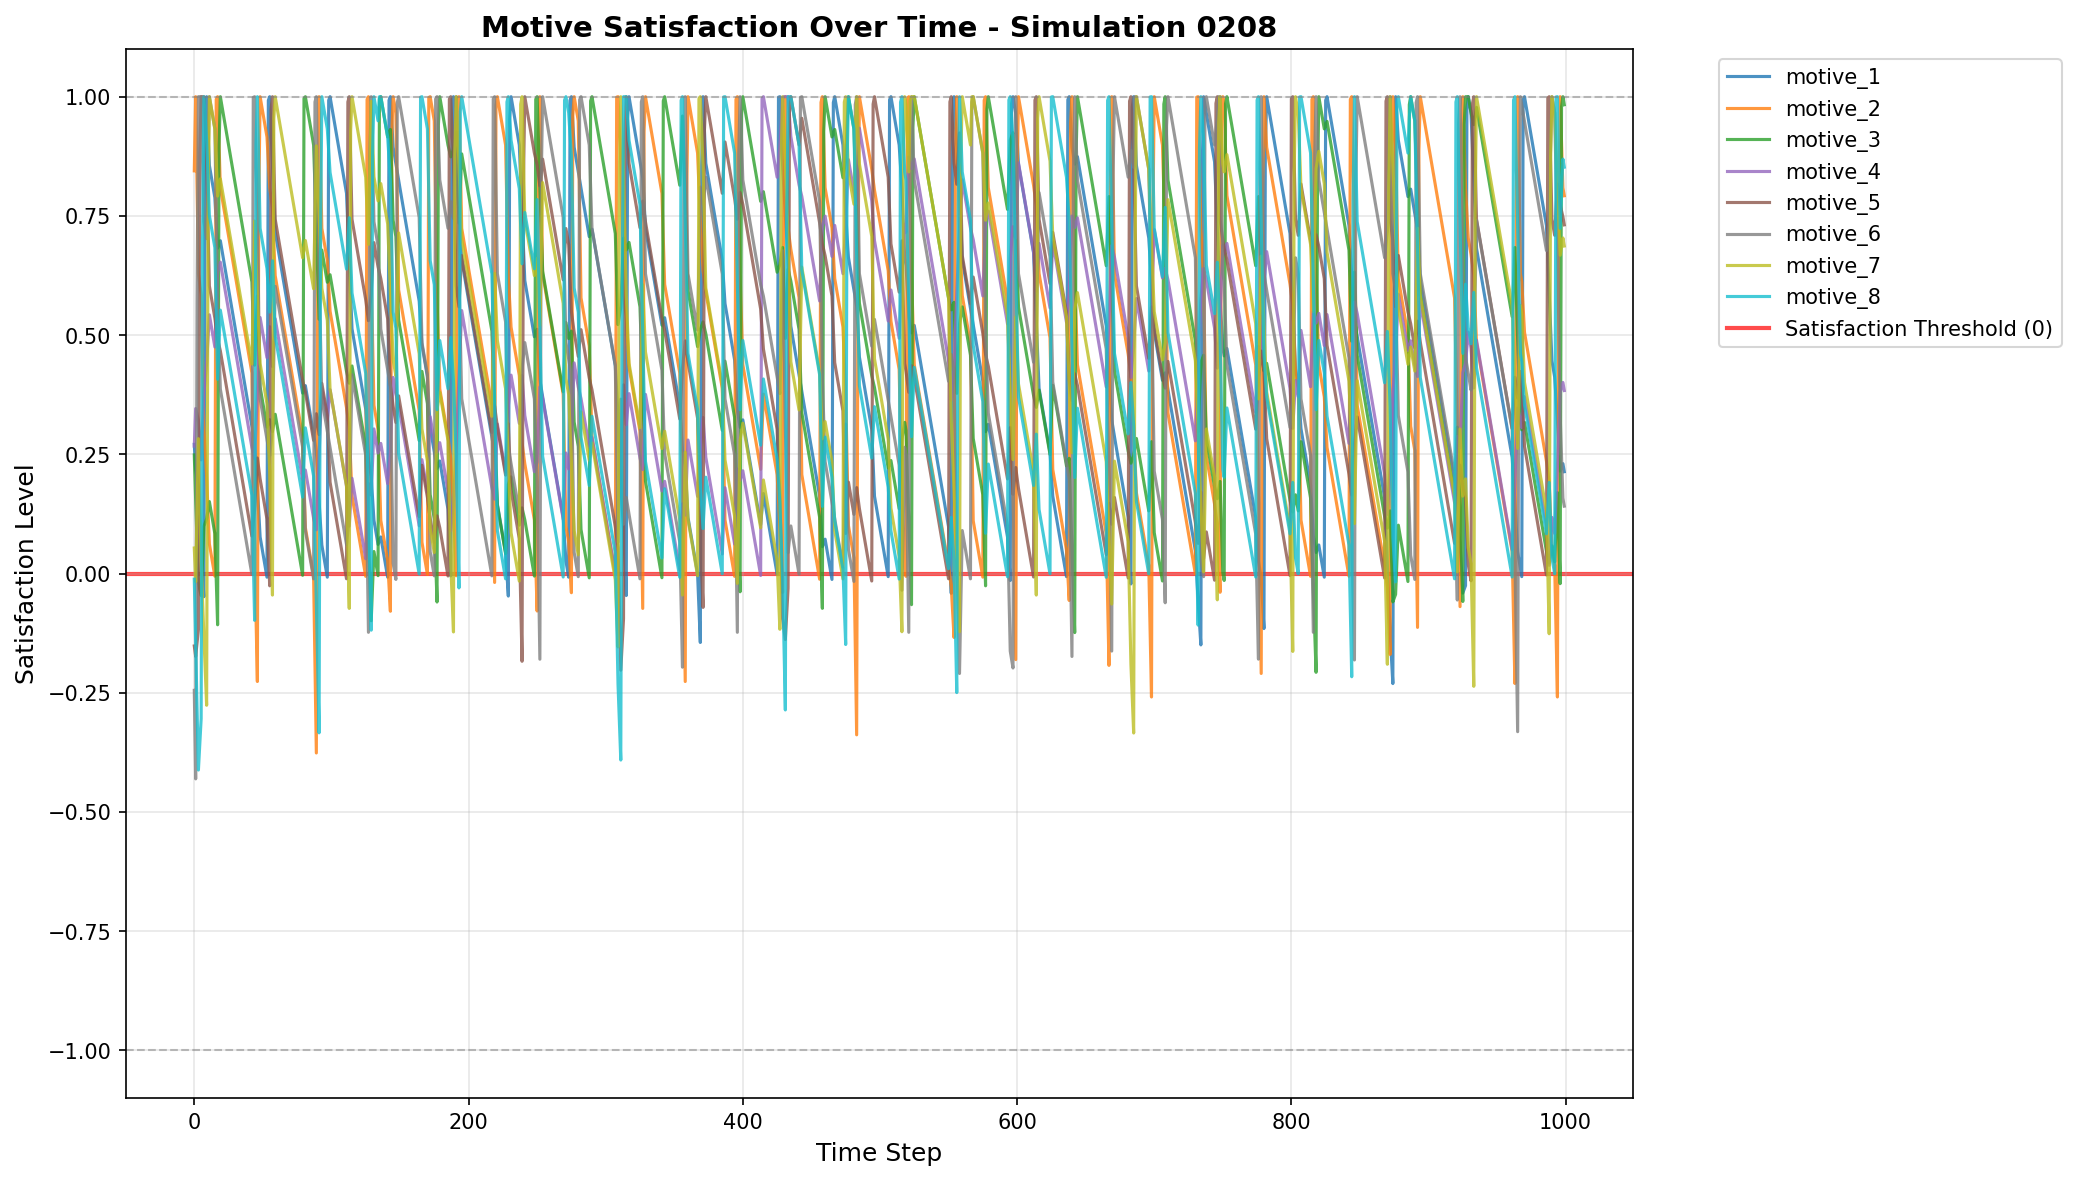 Motive Satisfaction Over Time - Simulation 0208
Satisfaction Level
1.00
0.75
0.50
0.25
0.00
−0.25
−0.50
−0.75
−1.00
0
200
400
600
800
1000
Time Step
motive_1
motive_2
motive_3
motive_4
motive_5
motive_6
motive_7
motive_8
Satisfaction Threshold (0)